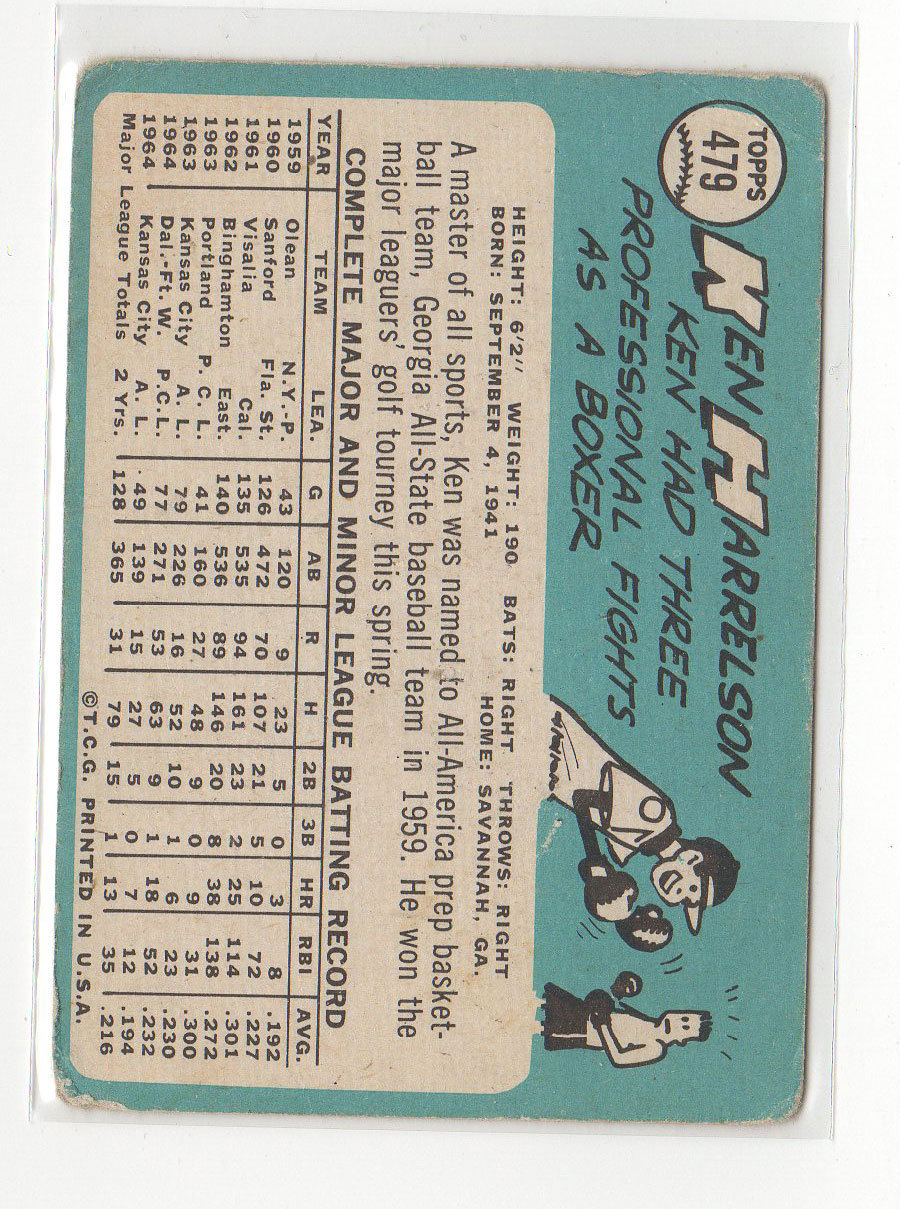 TOPPS
479
KEN HARRELSON
KEN HAD THREE
PROFESSIONAL FIGHTS
AS A BOXER
HEIGHT: 6'2" WEIGHT: 190 BATS: RIGHT THROWS: RIGHT
BORN: SEPTEMBER 4, 1941 HOME: SAVANNAH, GA.
A master of all sports, Ken was named to All-America prep basket-
ball team, Georgia All-State baseball team in 1959. He won the
major leaguers' golf tourney this spring.
COMPLETE MAJOR AND MINOR LEAGUE BATTING RECORD
YEAR TEAM LEA. G AB R H 2B 3B HR RBI AVG.
1959 Olean N.Y.-P. 43 120 9 23 5 0 3 8 .192
1960 Sanford Fla. St. 126 472 70 107 21 5 10 72 .227
1961 Visalia Cal. 135 535 94 161 23 2 25 114 .301
1962 Binghamton East. 140 536 89 146 20 8 38 138 .272
1963 Portland P. C. L. 41 160 27 48 9 0 9 31 .300
1963 Kansas City A. L. 79 226 16 52 10 1 6 23 .230
1964 Dal.-Ft. W. P.C.L. 77 271 53 63 9 1 18 52 .232
1964 Kansas City A. L. 49 139 15 27 5 0 7 12 .194
Major League Totals 2 Yrs. 128 365 31 79 15 1 13 35 .216
©T.C.G. PRINTED IN U.S.A.